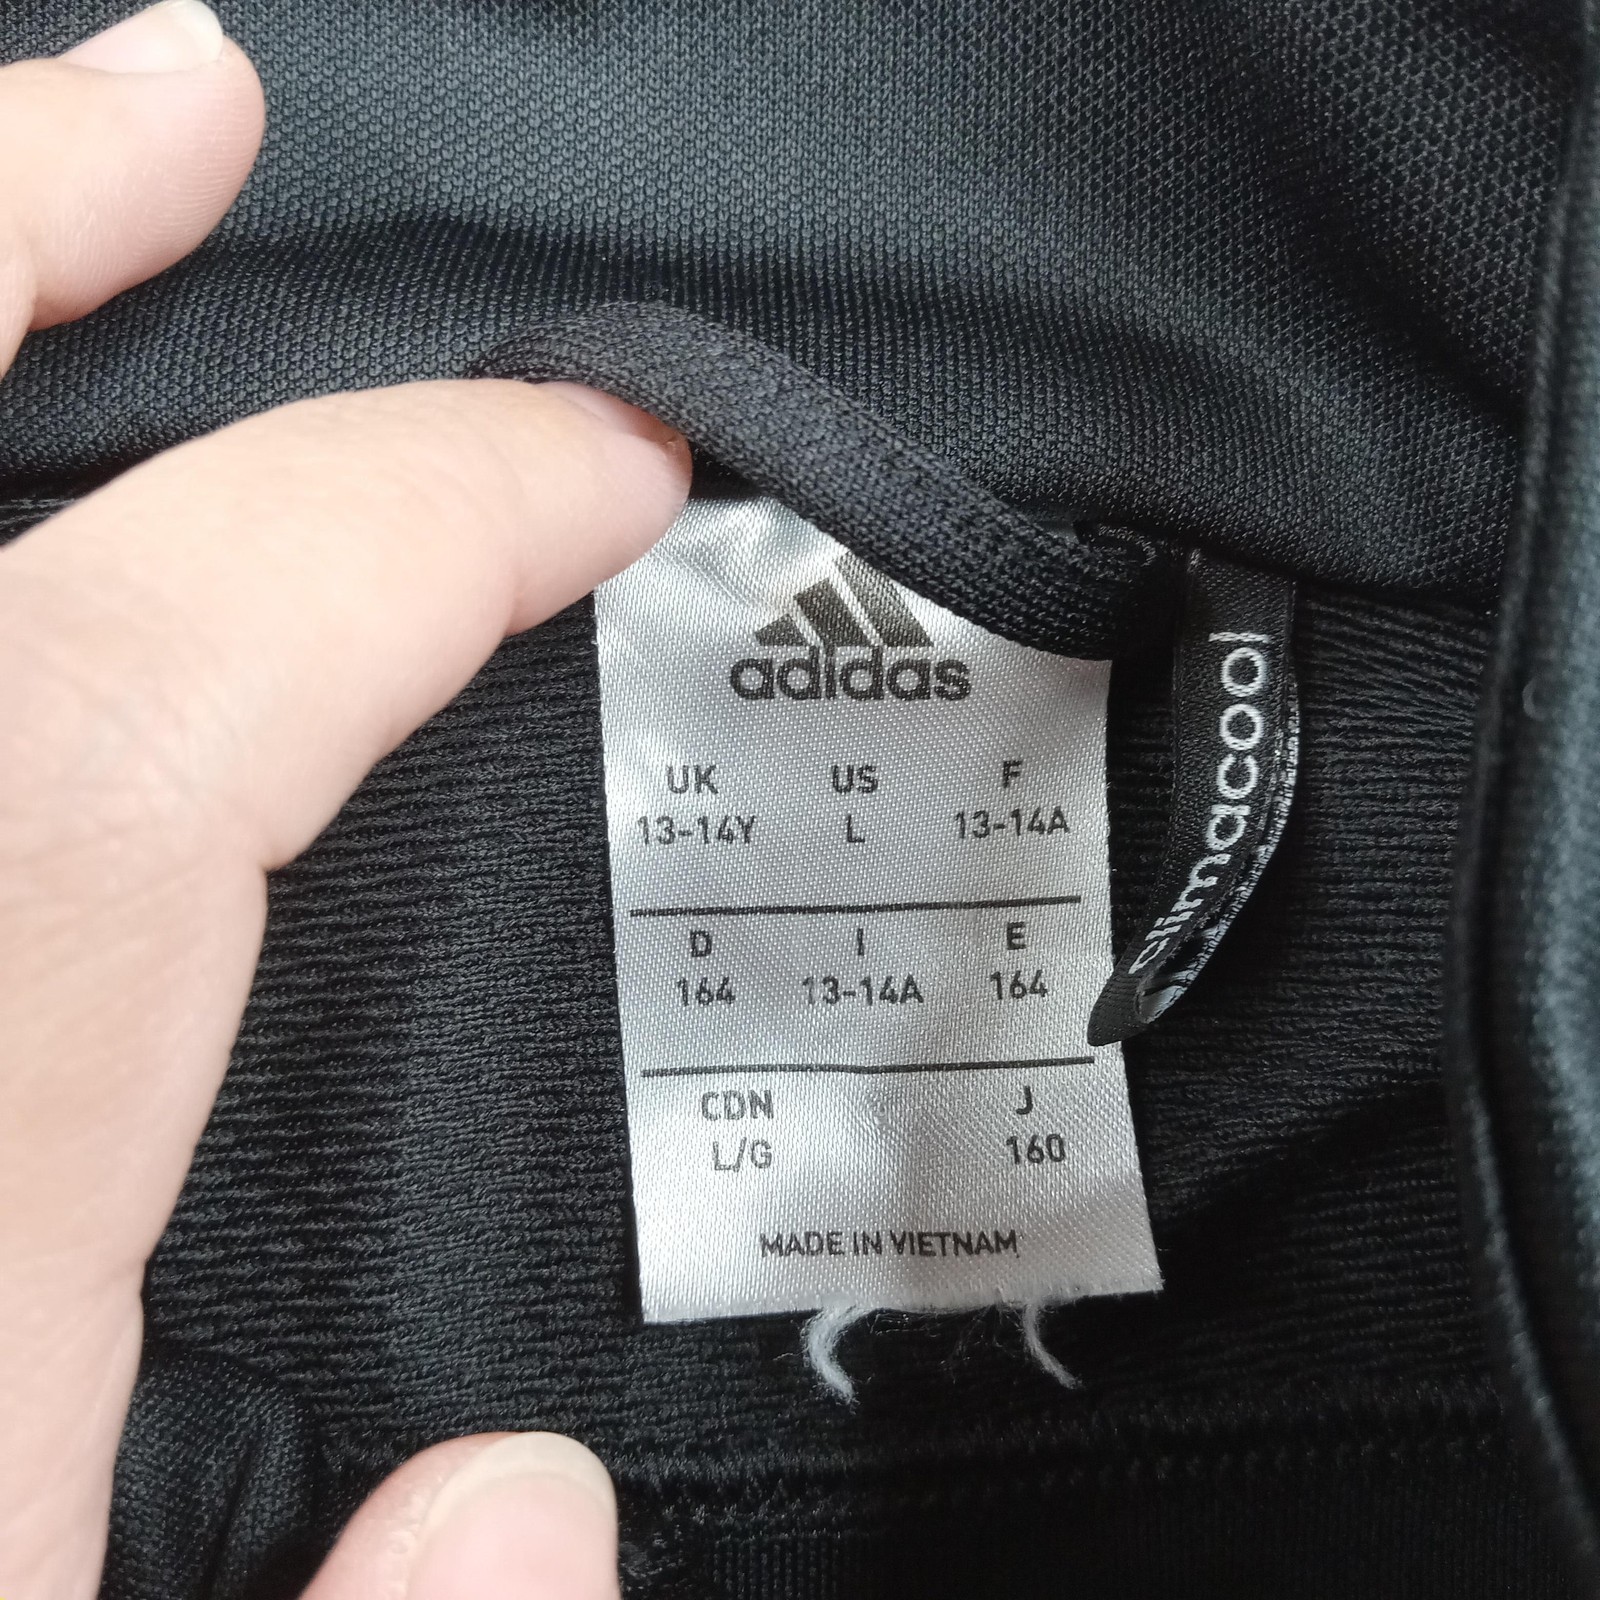 adidas
UK US F
13-14Y L 13-14A
D I E
164 13-14A 164
CDN J
L/G 160
MADE IN VIETNAM
climacool